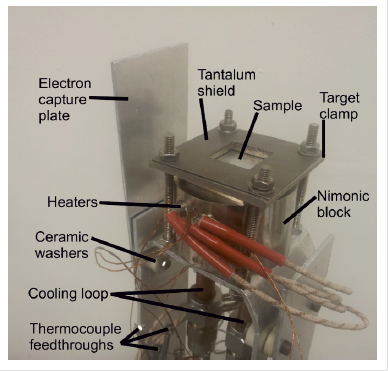 Electron
capture
plate
Tantalum
shield
Sample
Target
clamp
Heaters
Nimonic
block
Ceramic
washers
Cooling loop
Thermocouple
feedthroughs